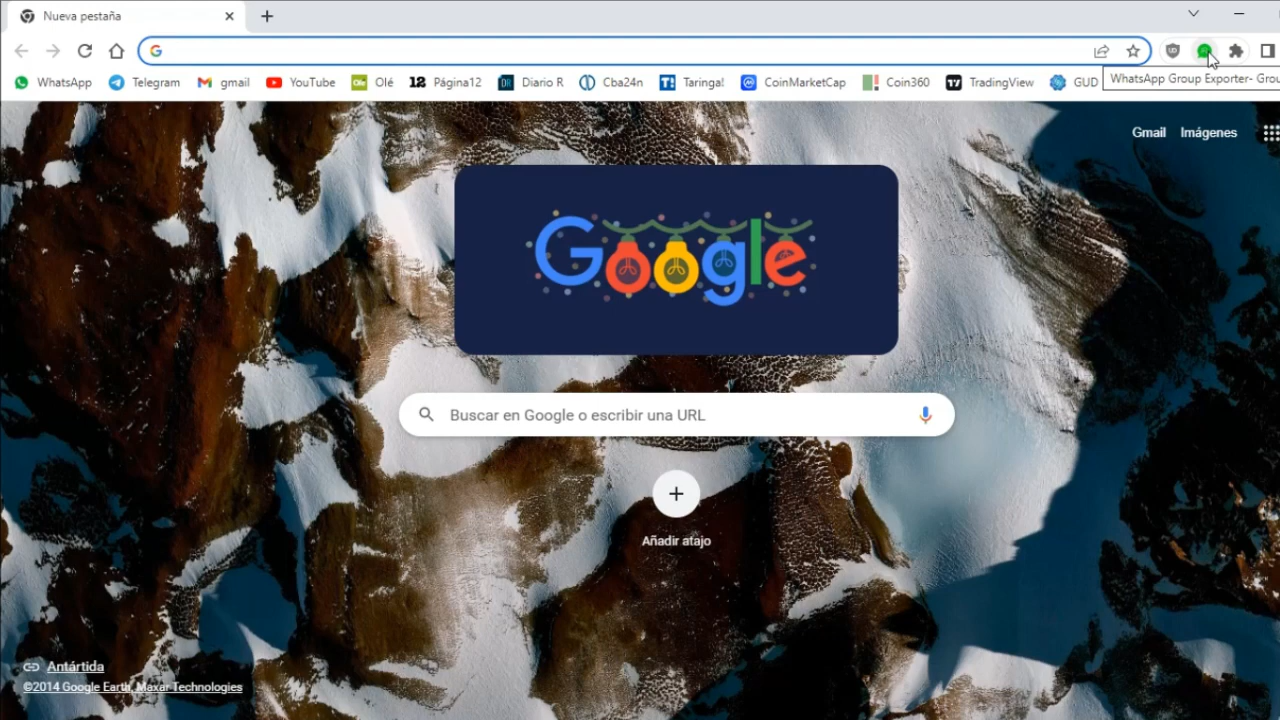 Nueva pestaña
WhatsApp Telegram gmail YouTube Olé Página12 Diario R Cba24n Taringa! CoinMarketCap Coin360 TradingView GUD
WhatsApp Group Exporter- Grou
Gmail Imágenes
Google
Buscar en Google o escribir una URL
Añadir atajo
Antártida
©2014 Google Earth, Maxar Technologies